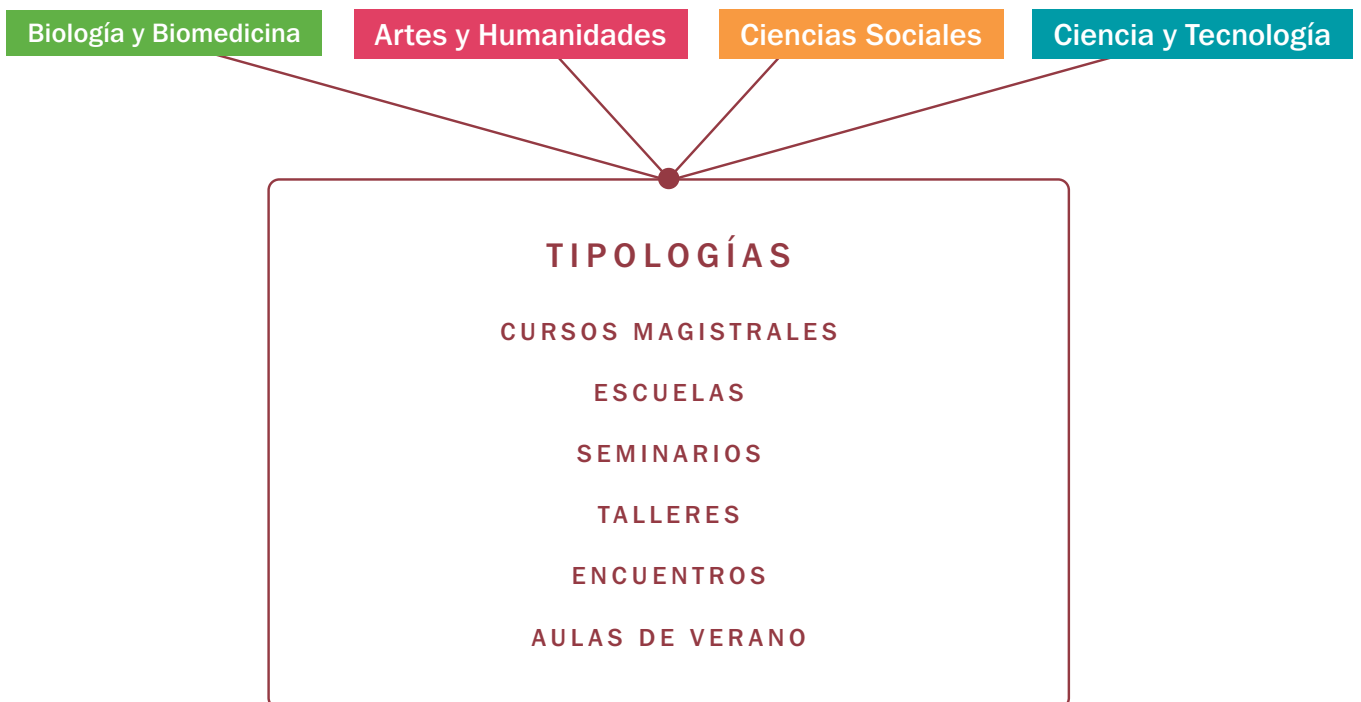 Biología y Biomedicina
Artes y Humanidades
Ciencias Sociales
Ciencia y Tecnología
TIPOLOGÍAS
CURSOS MAGISTRALES
ESCUELAS
SEMINARIOS
TALLERES
ENCUENTROS
AULAS DE VERANO